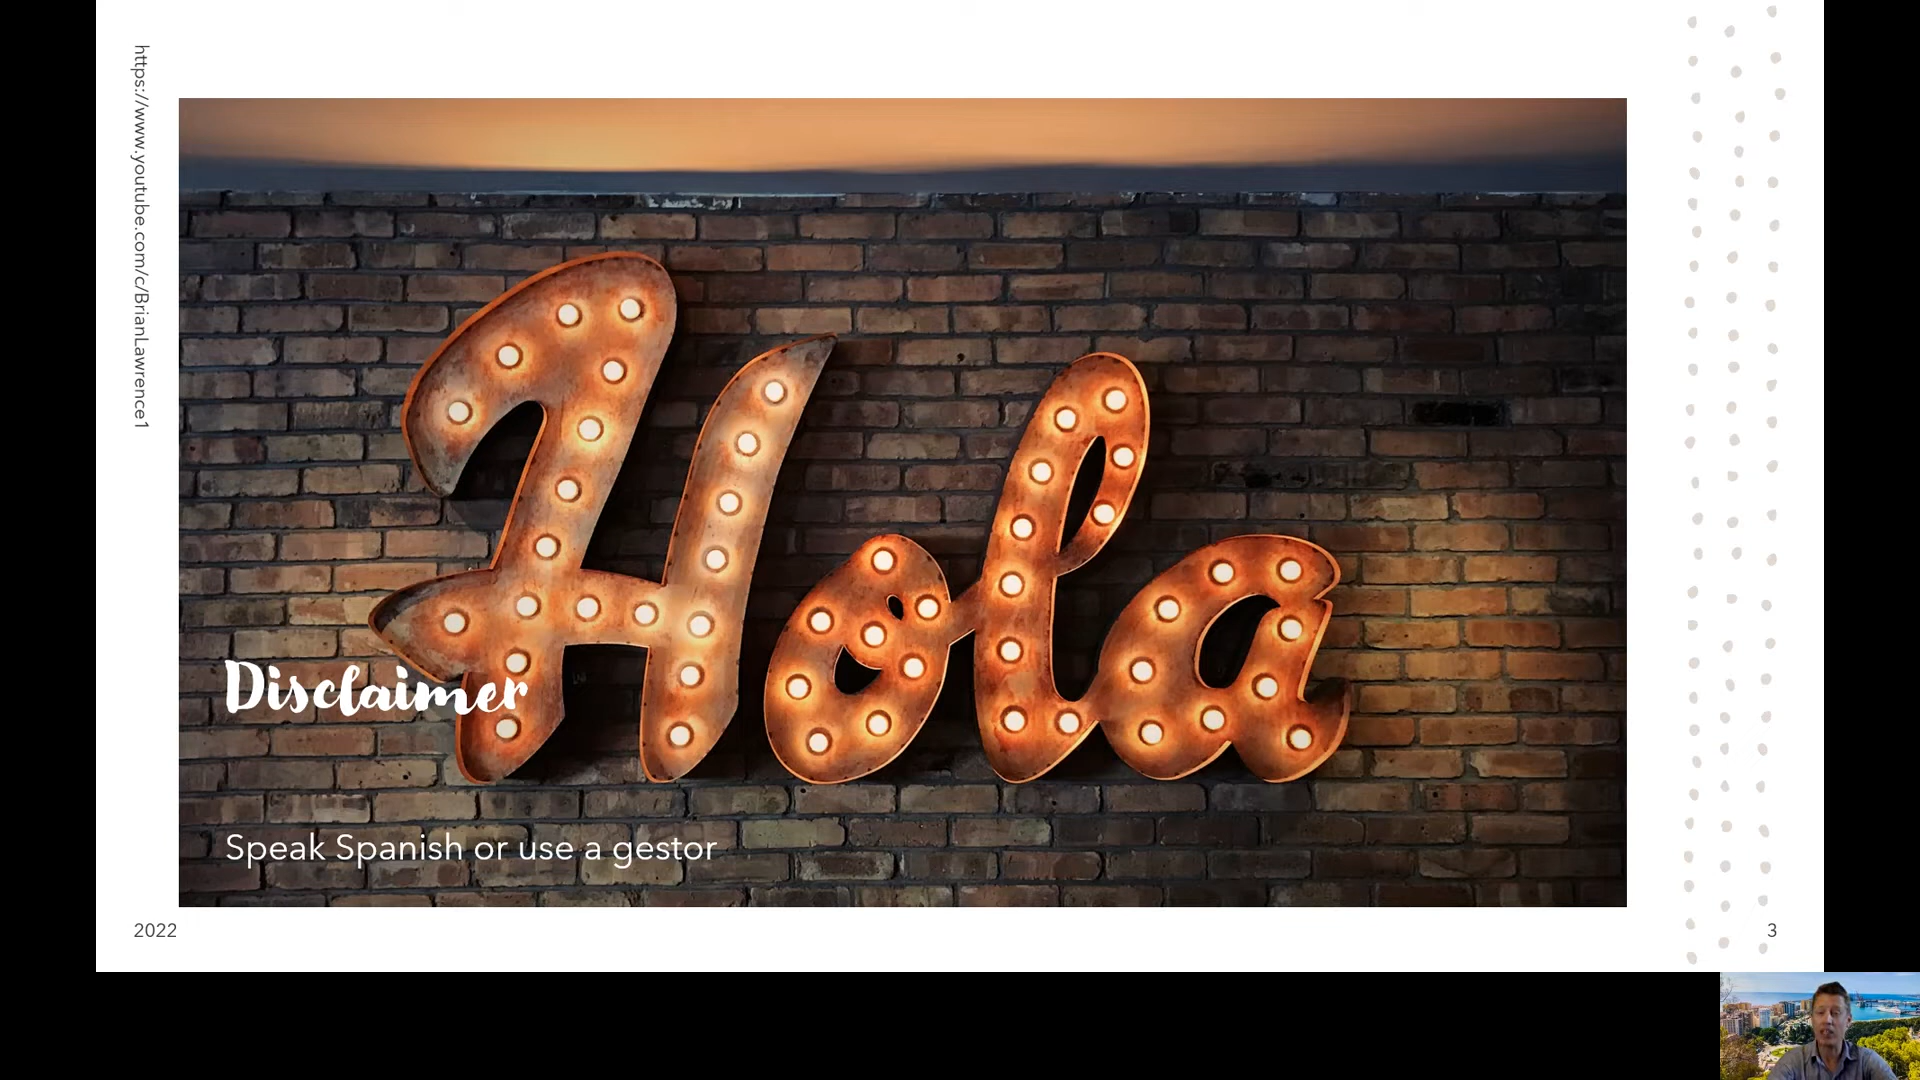 https://www.youtube.com/c/BrianLawrence1
Hola
Disclaimer
Speak Spanish or use a gestor
2022
3